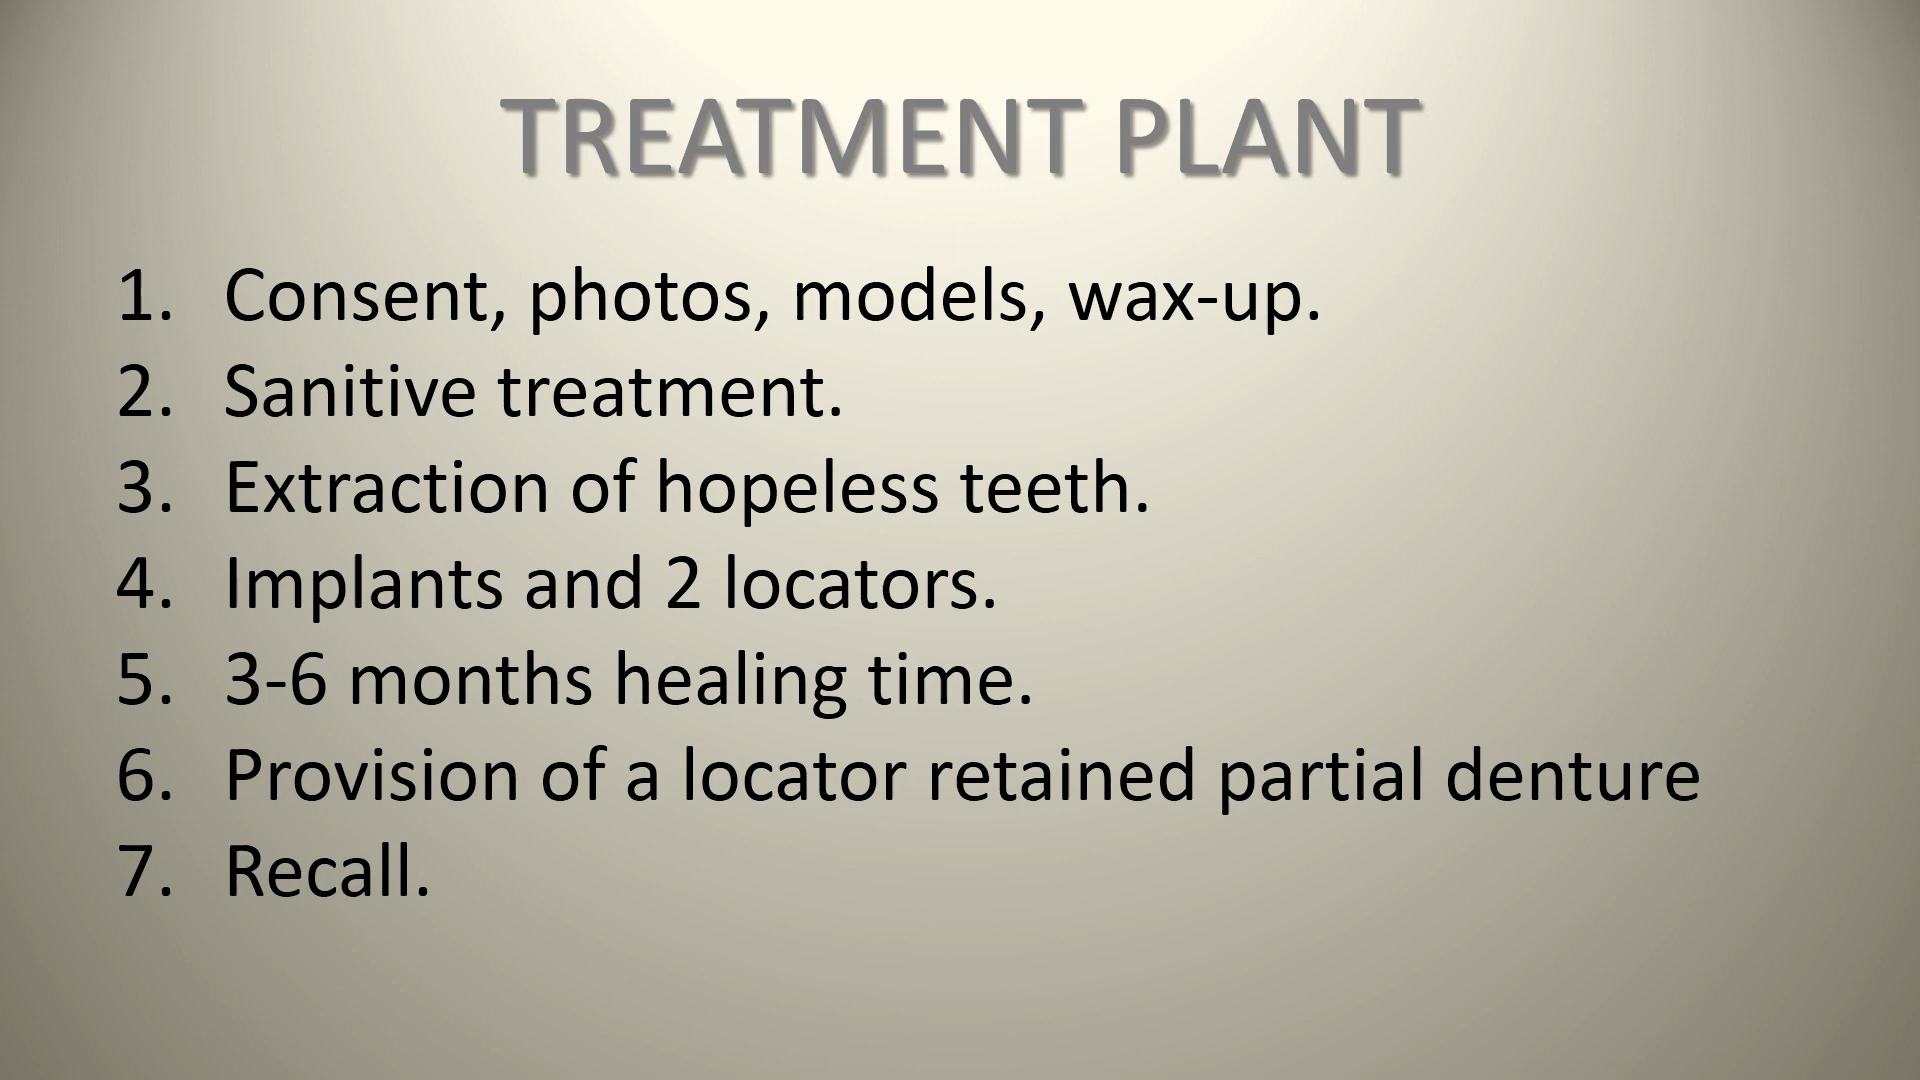 TREATMENT PLANT
1. Consent, photos, models, wax-up.
2. Sanitive treatment.
3. Extraction of hopeless teeth.
4. Implants and 2 locators.
5. 3-6 months healing time.
6. Provision of a locator retained partial denture
7. Recall.